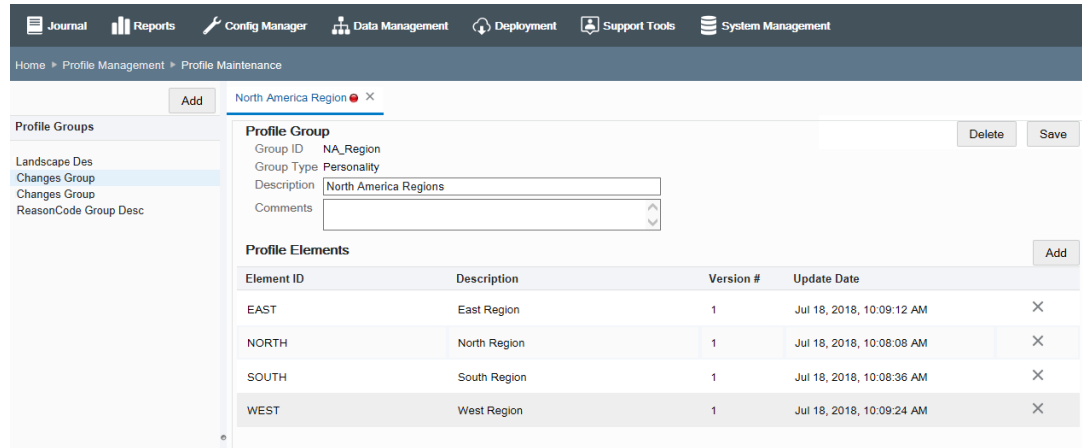 Journal Reports Config Manager Data Management Deployment Support Tools System Management
Home Profile Management Profile Maintenance
Add
Profile Groups
Landscape Des
Changes Group
Changes Group
ReasonCode Group Desc
North America Region
Profile Group
Delete Save
Group ID NA_Region
Group Type Personality
Description North America Regions
Comments
Profile Elements
Add
Element ID Description Version # Update Date
EAST East Region 1 Jul 18, 2018, 10:09:12 AM
NORTH North Region 1 Jul 18, 2018, 10:08:08 AM
SOUTH South Region 1 Jul 18, 2018, 10:08:36 AM
WEST West Region 1 Jul 18, 2018, 10:09:24 AM